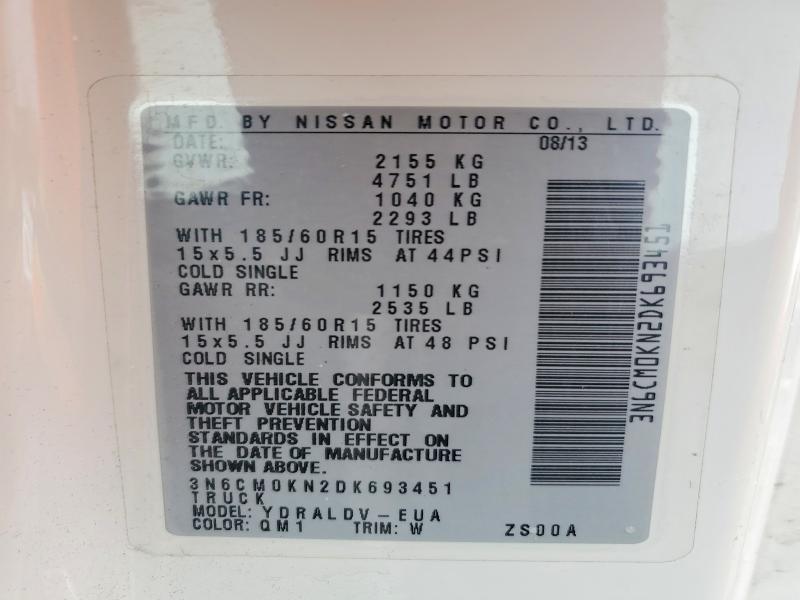 MFD. BY NISSAN MOTOR CO., LTD.
DATE: 08/13
GVWR: 2155 KG
4751 LB
GAWR FR: 1040 KG
2293 LB
WITH 185/60R15 TIRES
15x5.5 JJ RIMS AT 44PSI
COLD SINGLE
GAWR RR: 1150 KG
2535 LB
WITH 185/60R15 TIRES
15x5.5 JJ RIMS AT 48 PSI
COLD SINGLE
THIS VEHICLE CONFORMS TO
ALL APPLICABLE FEDERAL
MOTOR VEHICLE SAFETY AND
THEFT PREVENTION
STANDARDS IN EFFECT ON
THE DATE OF MANUFACTURE
SHOWN ABOVE.
3N6CM0KN2DK693451
TRUCK
MODEL: YDRALDV-EUA
COLOR: QM1 TRIM: W ZS00A
3N6CM0KN2DK693451